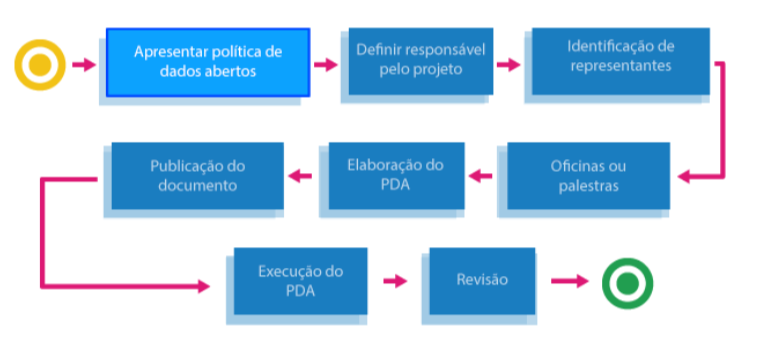 Apresentar política de
dados abertos
Definir responsável
pelo projeto
Identificação de
representantes
Oficinas ou
palestras
Elaboração do
PDA
Publicação do
documento
Execução do
PDA
Revisão